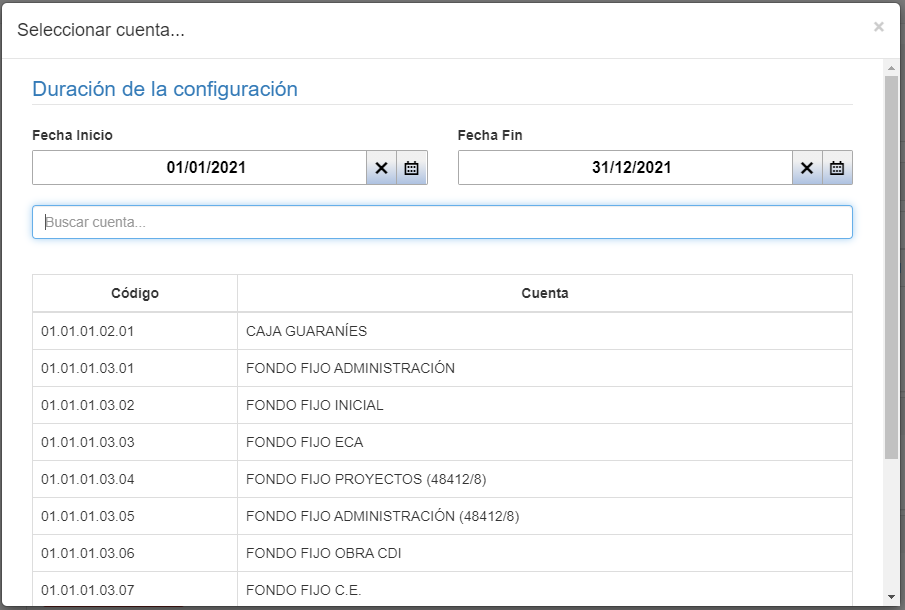 Seleccionar cuenta...
×
Duración de la configuración
Fecha Inicio Fecha Fin
01/01/2021 31/12/2021
Buscar cuenta...
Código Cuenta
01.01.01.02.01 CAJA GUARANÍES
01.01.01.03.01 FONDO FIJO ADMINISTRACIÓN
01.01.01.03.02 FONDO FIJO INICIAL
01.01.01.03.03 FONDO FIJO ECA
01.01.01.03.04 FONDO FIJO PROYECTOS (48412/8)
01.01.01.03.05 FONDO FIJO ADMINISTRACIÓN (48412/8)
01.01.01.03.06 FONDO FIJO OBRA CDI
01.01.01.03.07 FONDO FIJO C.E.